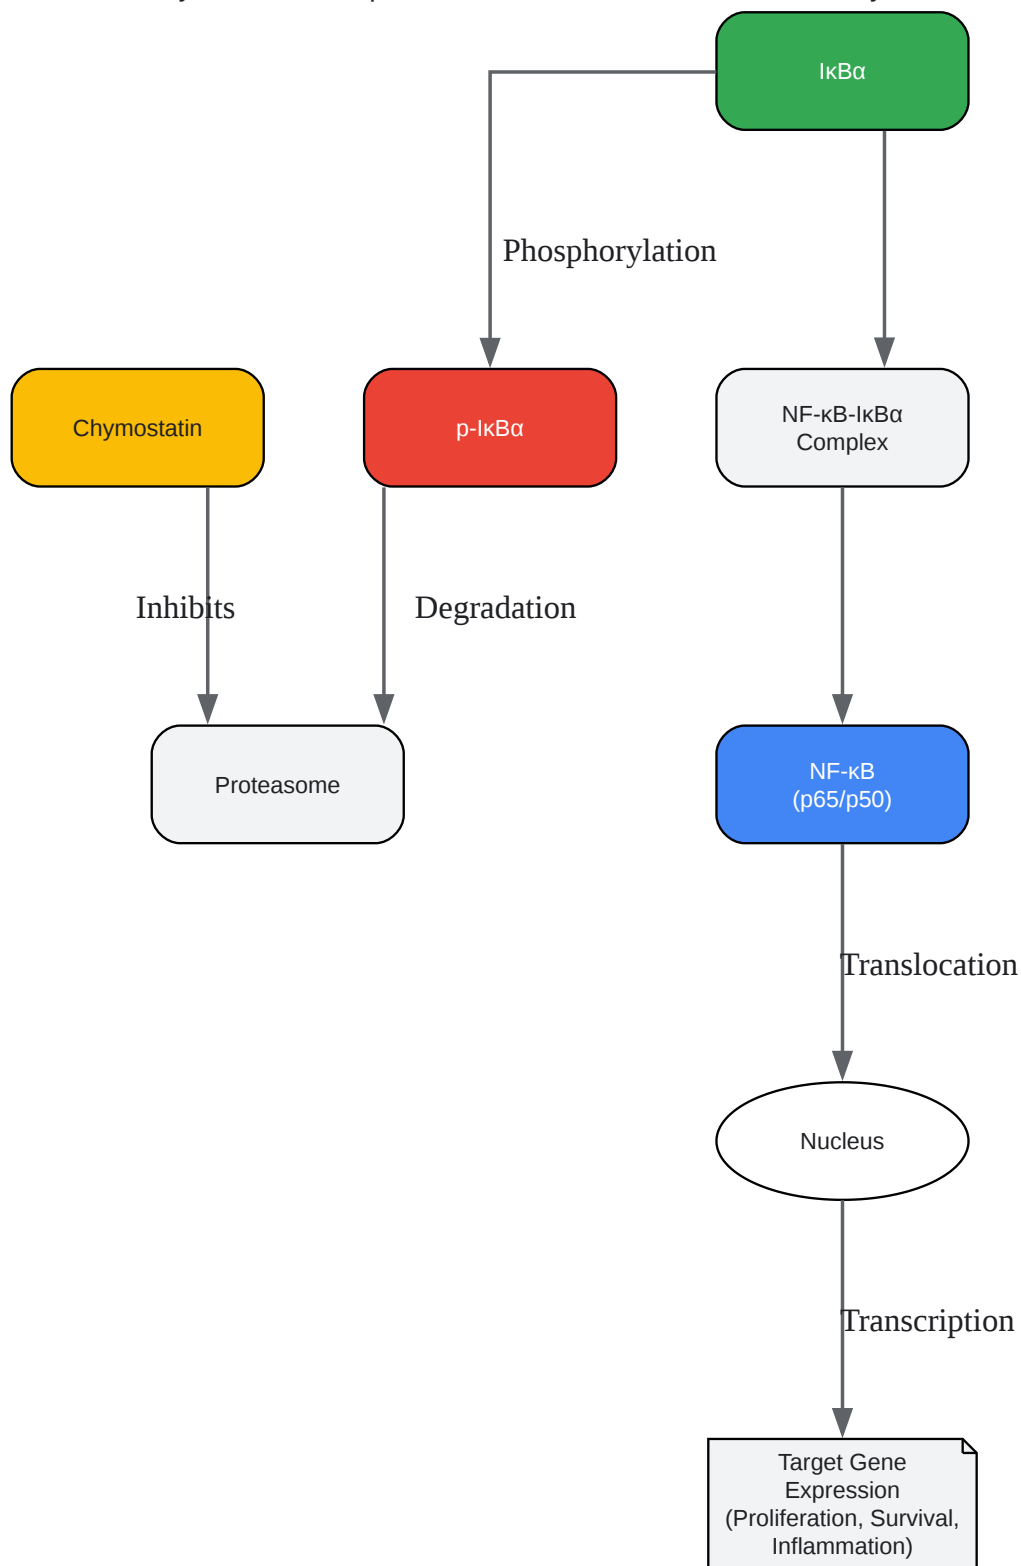 IκBα
Phosphorylation
Chymostatin
p-IκBα
NF-κB-IκBα
Complex
Inhibits
Degradation
Proteasome
NF-κB
(p65/p50)
Translocation
Nucleus
Transcription
Target Gene
Expression
(Proliferation, Survival,
Inflammation)